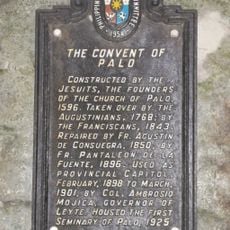 PHILIPPINE
COMMITTEE
THE CONVENT OF
PALO
CONSTRUCTED BY THE
JESUITS, THE FOUNDERS
OF THE CHURCH OF PALO,
1596. TAKEN OVER BY THE
AUGUSTINIANS, 1768; BY
THE FRANCISCANS, 1843.
REPAIRED BY FR. AGUSTIN
DE CONSUEGRA, 1850, BY
FR. PANTALEON DE LA
FUENTE, 1896. USED AS
PROVINCIAL CAPITOL,
FEBRUARY, 1898 TO MARCH,
1901, BY COL. AMBROSIO
MOJICA, GOVERNOR OF
LEYTE. HOUSED THE FIRST
SEMINARY OF PALO, 1925